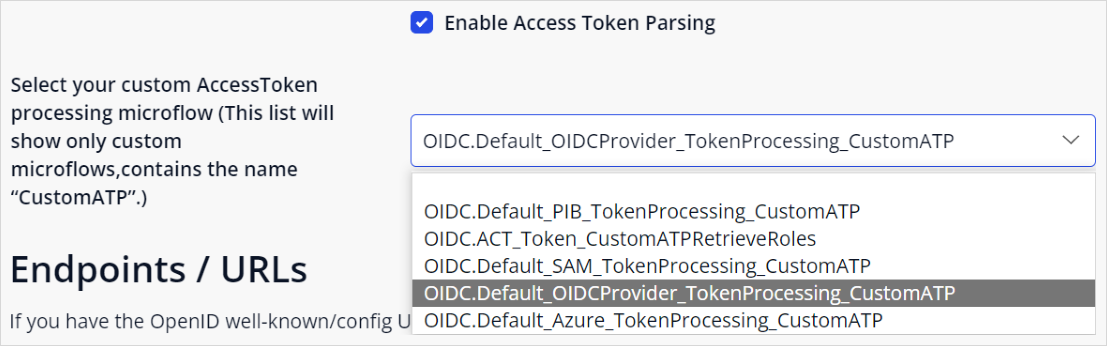 Enable Access Token Parsing
Select your custom AccessToken
processing microflow (This list will
show only custom
microflows,contains the name
“CustomATP”.)
OIDC.Default_OIDCProvider_TokenProcessing_CustomATP
OIDC.Default_PIB_TokenProcessing_CustomATP
OIDC.ACT_Token_CustomATPRetrieveRoles
OIDC.Default_SAM_TokenProcessing_CustomATP
OIDC.Default_OIDCProvider_TokenProcessing_CustomATP
OIDC.Default_Azure_TokenProcessing_CustomATP
Endpoints / URLs
If you have the OpenID well-known/config U